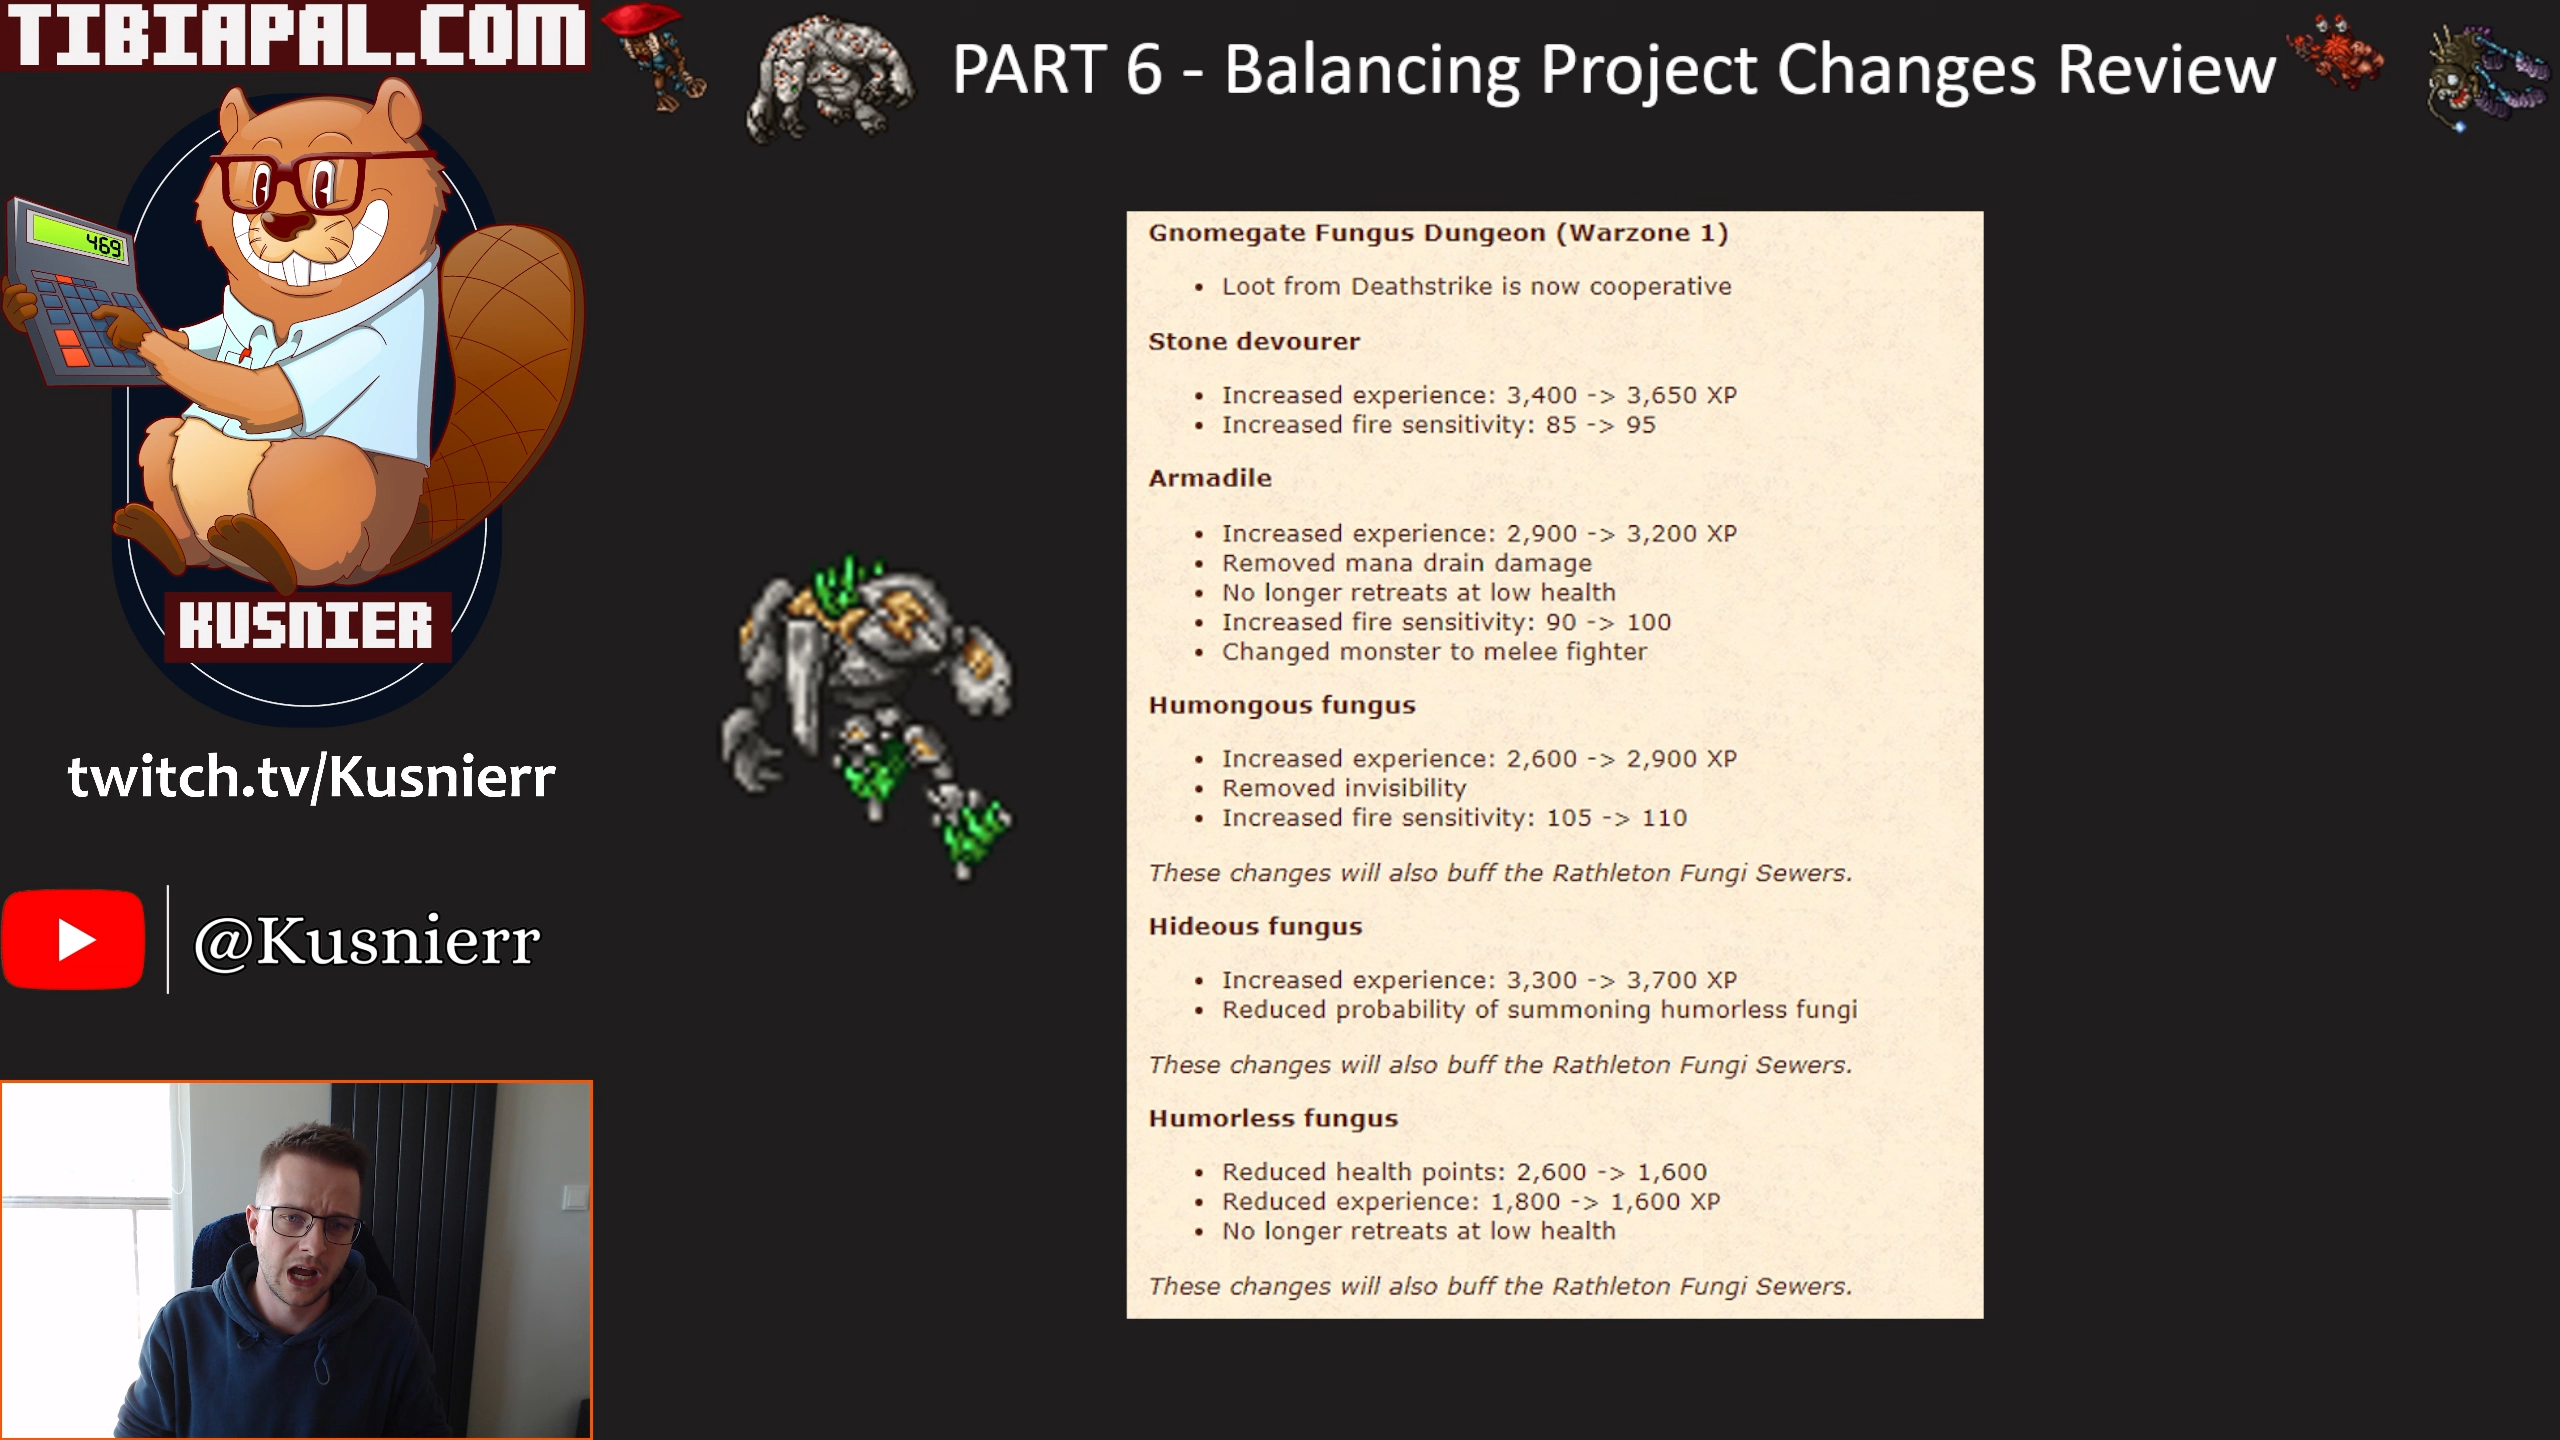 TIBIAPAL.COM
PART 6 - Balancing Project Changes Review
469
KUSNIER
twitch.tv/Kusnierr
@Kusnierr
Gnomegate Fungus Dungeon (Warzone 1)
• Loot from Deathstrike is now cooperative
Stone devourer
• Increased experience: 3,400 -> 3,650 XP
• Increased fire sensitivity: 85 -> 95
Armadile
• Increased experience: 2,900 -> 3,200 XP
• Removed mana drain damage
• No longer retreats at low health
• Increased fire sensitivity: 90 -> 100
• Changed monster to melee fighter
Humongous fungus
• Increased experience: 2,600 -> 2,900 XP
• Removed invisibility
• Increased fire sensitivity: 105 -> 110
These changes will also buff the Rathleton Fungi Sewers.
Hideous fungus
• Increased experience: 3,300 -> 3,700 XP
• Reduced probability of summoning humorless fungi
These changes will also buff the Rathleton Fungi Sewers.
Humorless fungus
• Reduced health points: 2,600 -> 1,600
• Reduced experience: 1,800 -> 1,600 XP
• No longer retreats at low health
These changes will also buff the Rathleton Fungi Sewers.